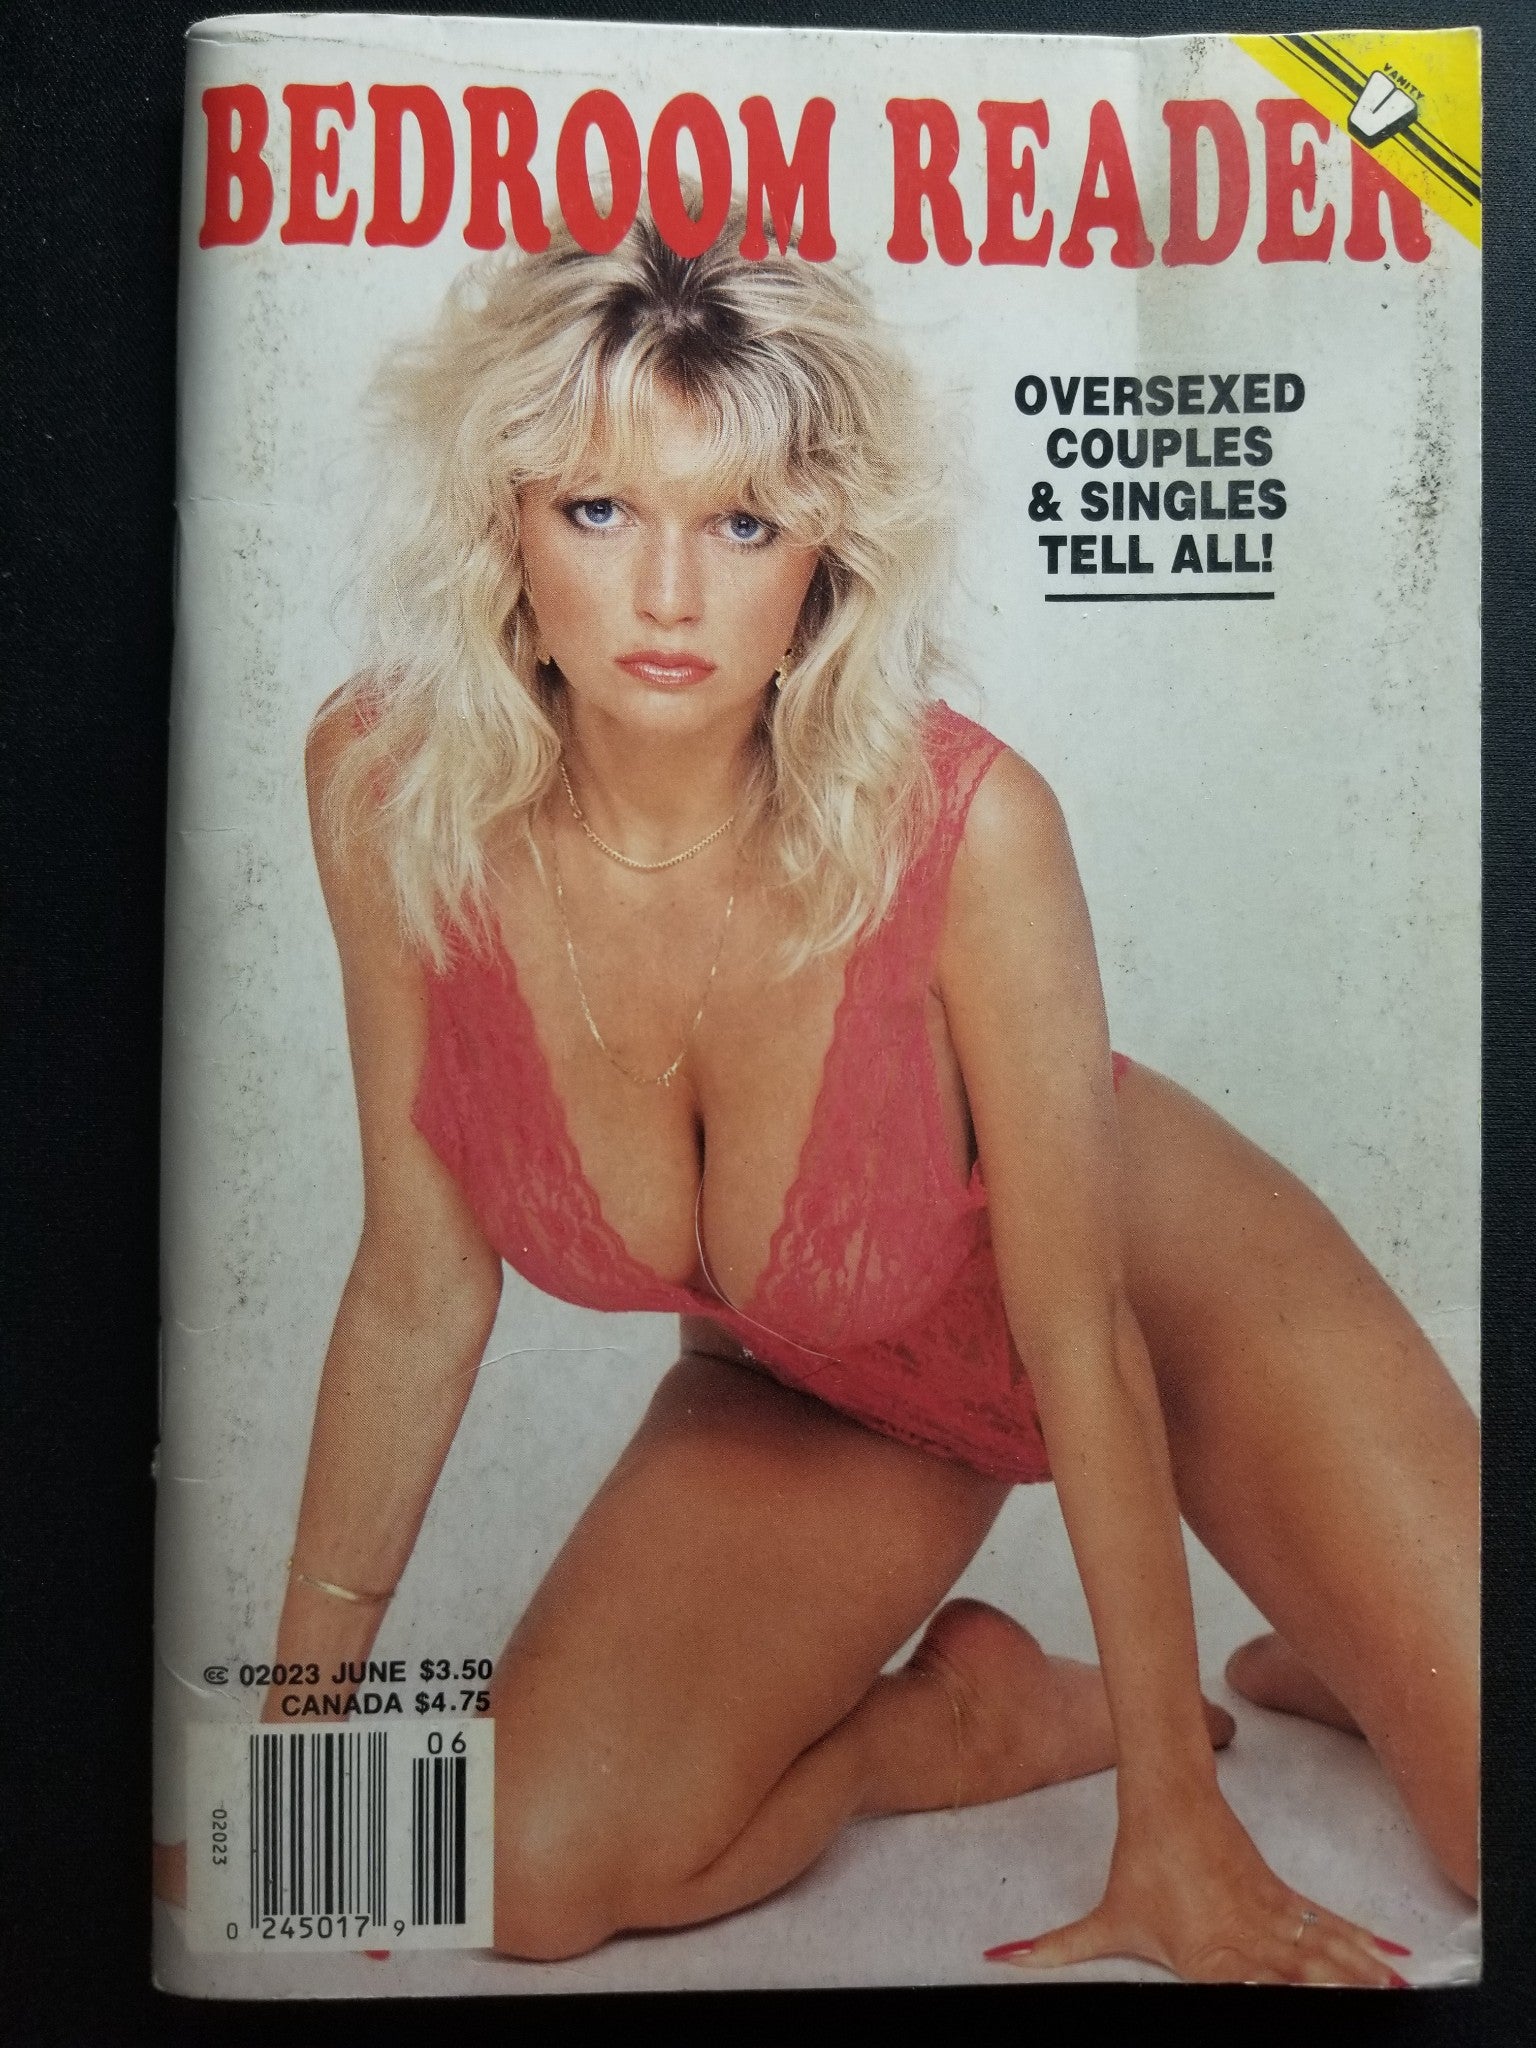 BEDROOM READER
VANITY
V
OVERSEXED
COUPLES
& SINGLES
TELL ALL!
CC 02023 JUNE $3.50
CANADA $4.75
06
02023
0 245017 9